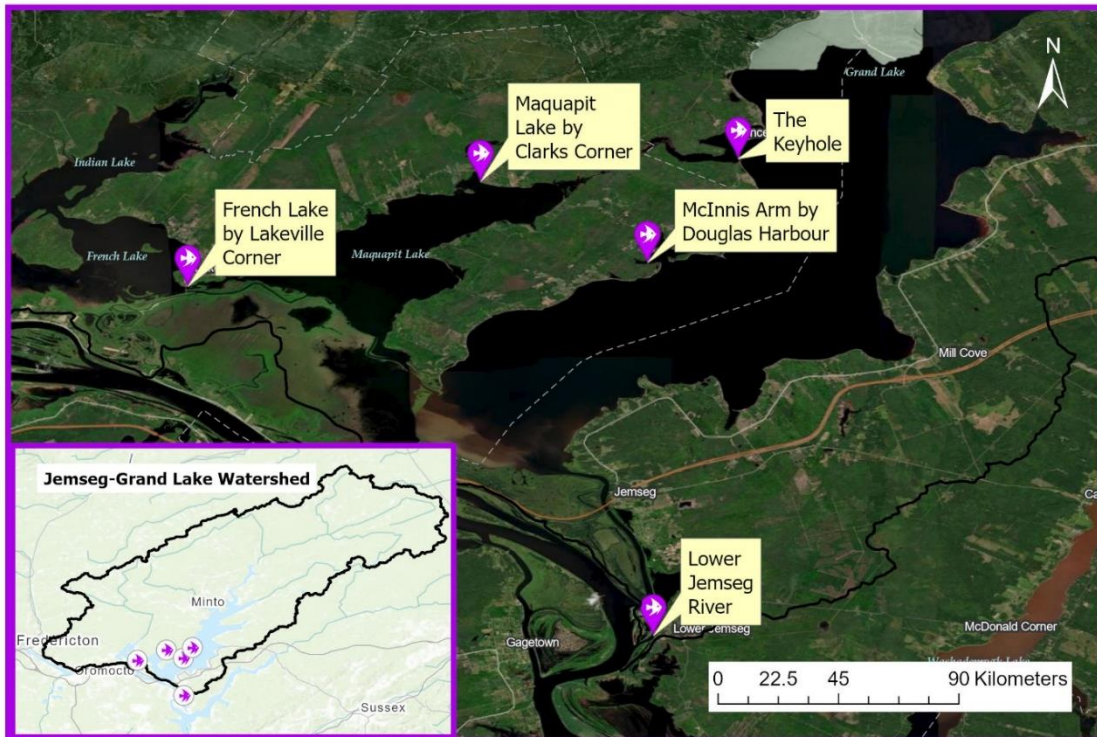 Grand Lake
N
Maquapit
Lake by
Clarks Corner
The
Keyhole
Indian Lake
French Lake
by Lakeville
Corner
McInnis Arm by
Douglas Harbour
French Lake
Maquapit Lake
Mill Cove
Jemseg-Grand Lake Watershed
Jemseg
Minto
Lower
Jemseg
River
Fredericton
Lower Jemseg
Gagetown
McDonald Corner
Oromocto
Sussex
0 22.5 45 90 Kilometers